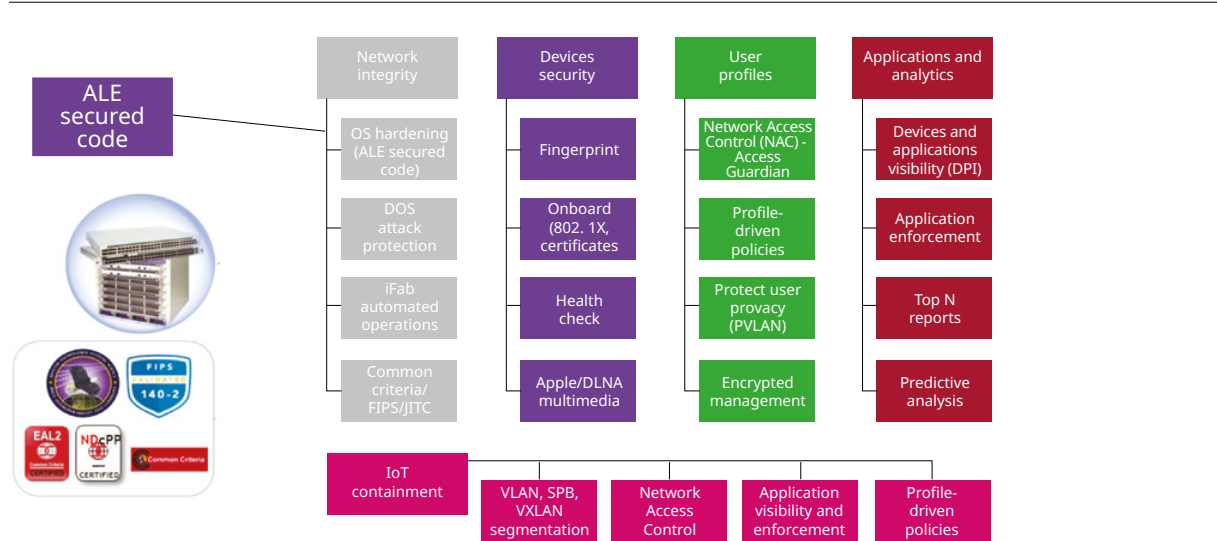 ALE
secured
code
Network
integrity
OS hardening
(ALE secured
code)
DOS
attack
protection
iFab
automated
operations
Common
criteria/
FIPS/JITC
Devices
security
Fingerprint
Onboard
(802. 1X,
certificates
Health
check
Apple/DLNA
multimedia
User
profiles
Network Access
Control (NAC) -
Access
Guardian
Profile-
driven
policies
Protect user
provacy
(PVLAN)
Encrypted
management
Applications and
analytics
Devices and
applications
visibility (DPI)
Application
enforcement
Top N
reports
Predictive
analysis
FIPS
VALIDATED
140-2
EAL2
Common Criteria
CERTIFIED
NDcPP
CERTIFIED
Common Criteria
IoT
containment
VLAN, SPB,
VXLAN
segmentation
Network
Access
Control
Application
visibility and
enforcement
Profile-
driven
policies